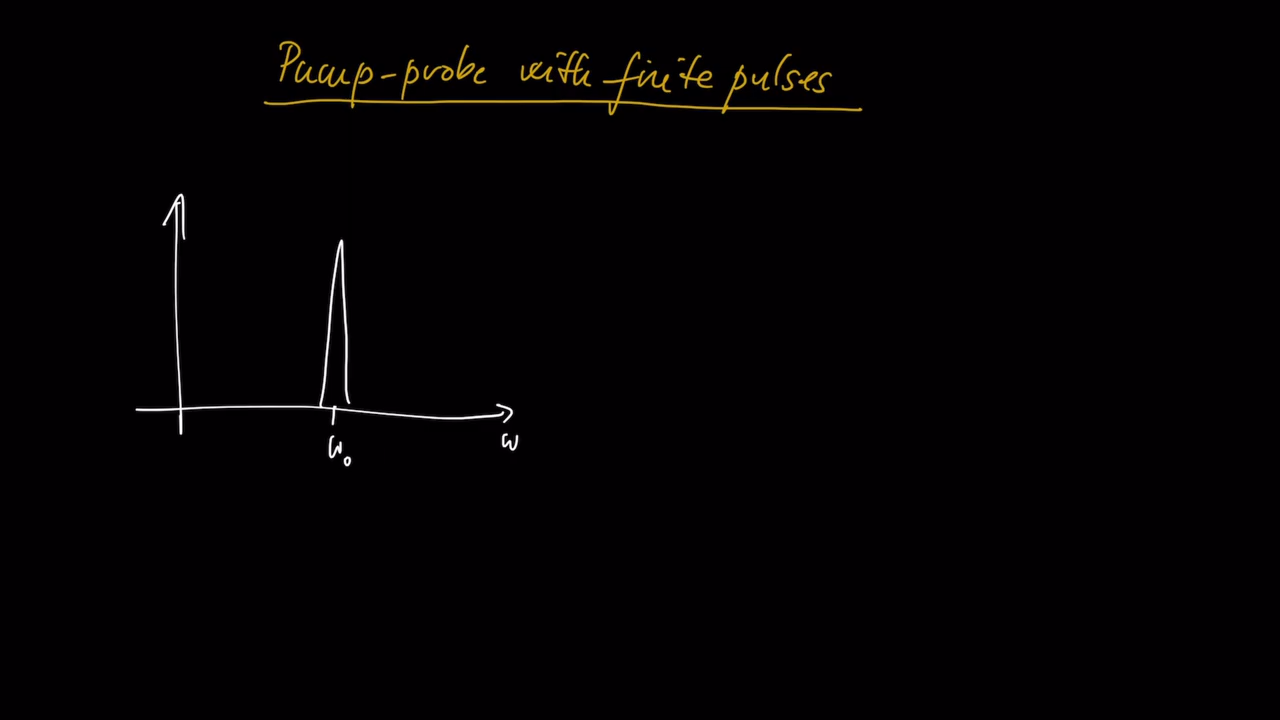 Pump-probe with finite pulses
ω₀
ω